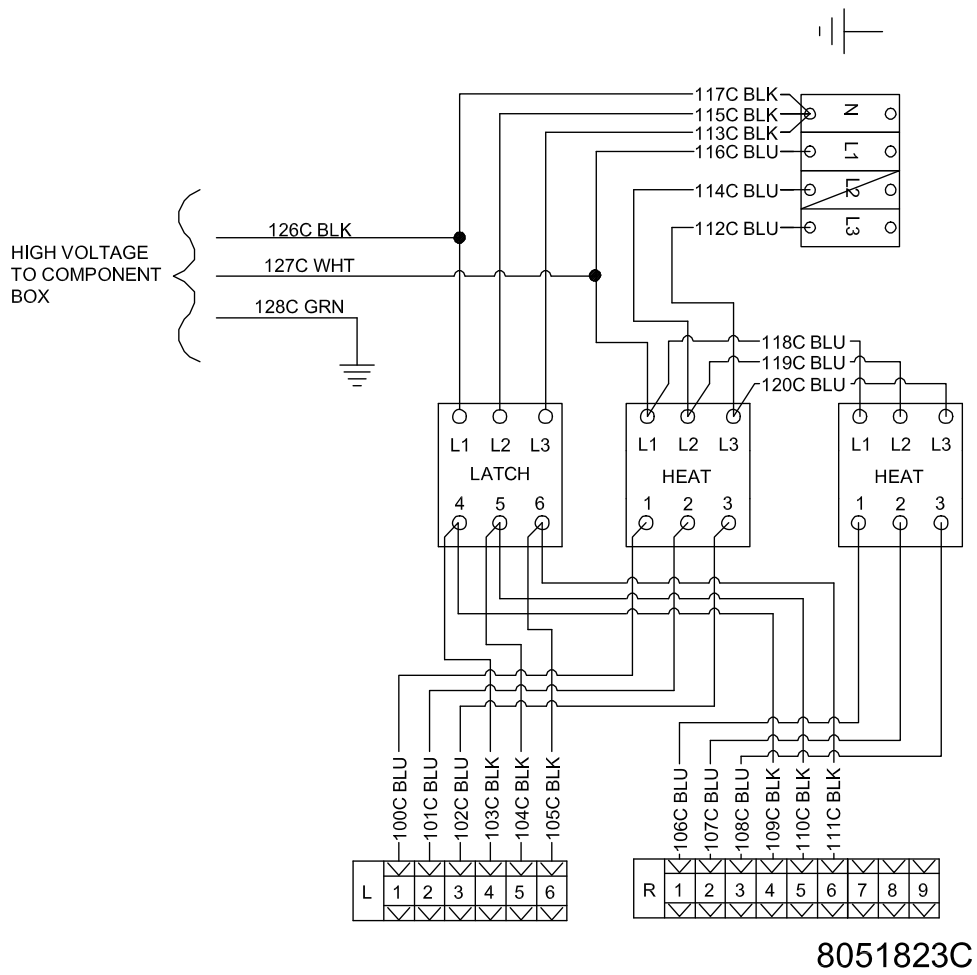 117C BLK
115C BLK
113C BLK
116C BLU
114C BLU
112C BLU
N
L1
L2
L3
HIGH VOLTAGE
TO COMPONENT
BOX
126C BLK
127C WHT
128C GRN
118C BLU
119C BLU
120C BLU
L1 L2 L3
LATCH
4 5 6
L1 L2 L3
HEAT
1 2 3
L1 L2 L3
HEAT
1 2 3
100C BLU
101C BLU
102C BLU
103C BLK
104C BLK
105C BLK
106C BLU
107C BLU
108C BLU
109C BLK
110C BLK
111C BLK
L 1 2 3 4 5 6
R 1 2 3 4 5 6 7 8 9
8051823C